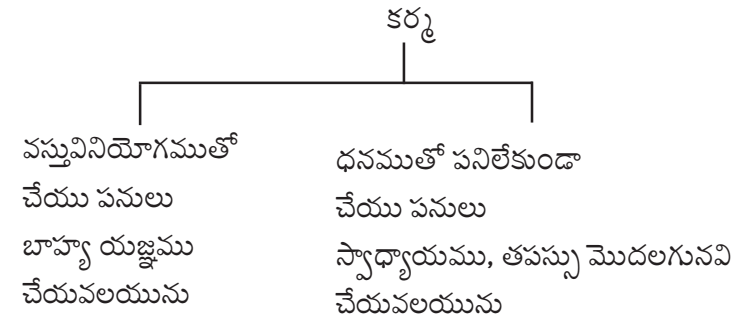 కర్మ
వస్తువినియోగముతో
చేయు పనులు
బాహ్య యజ్ఞము
చేయవలయును
ధనముతో పనిలేకుండా
చేయు పనులు
స్వాధ్యాయము, తపస్సు మొదలగునవి
చేయవలయును